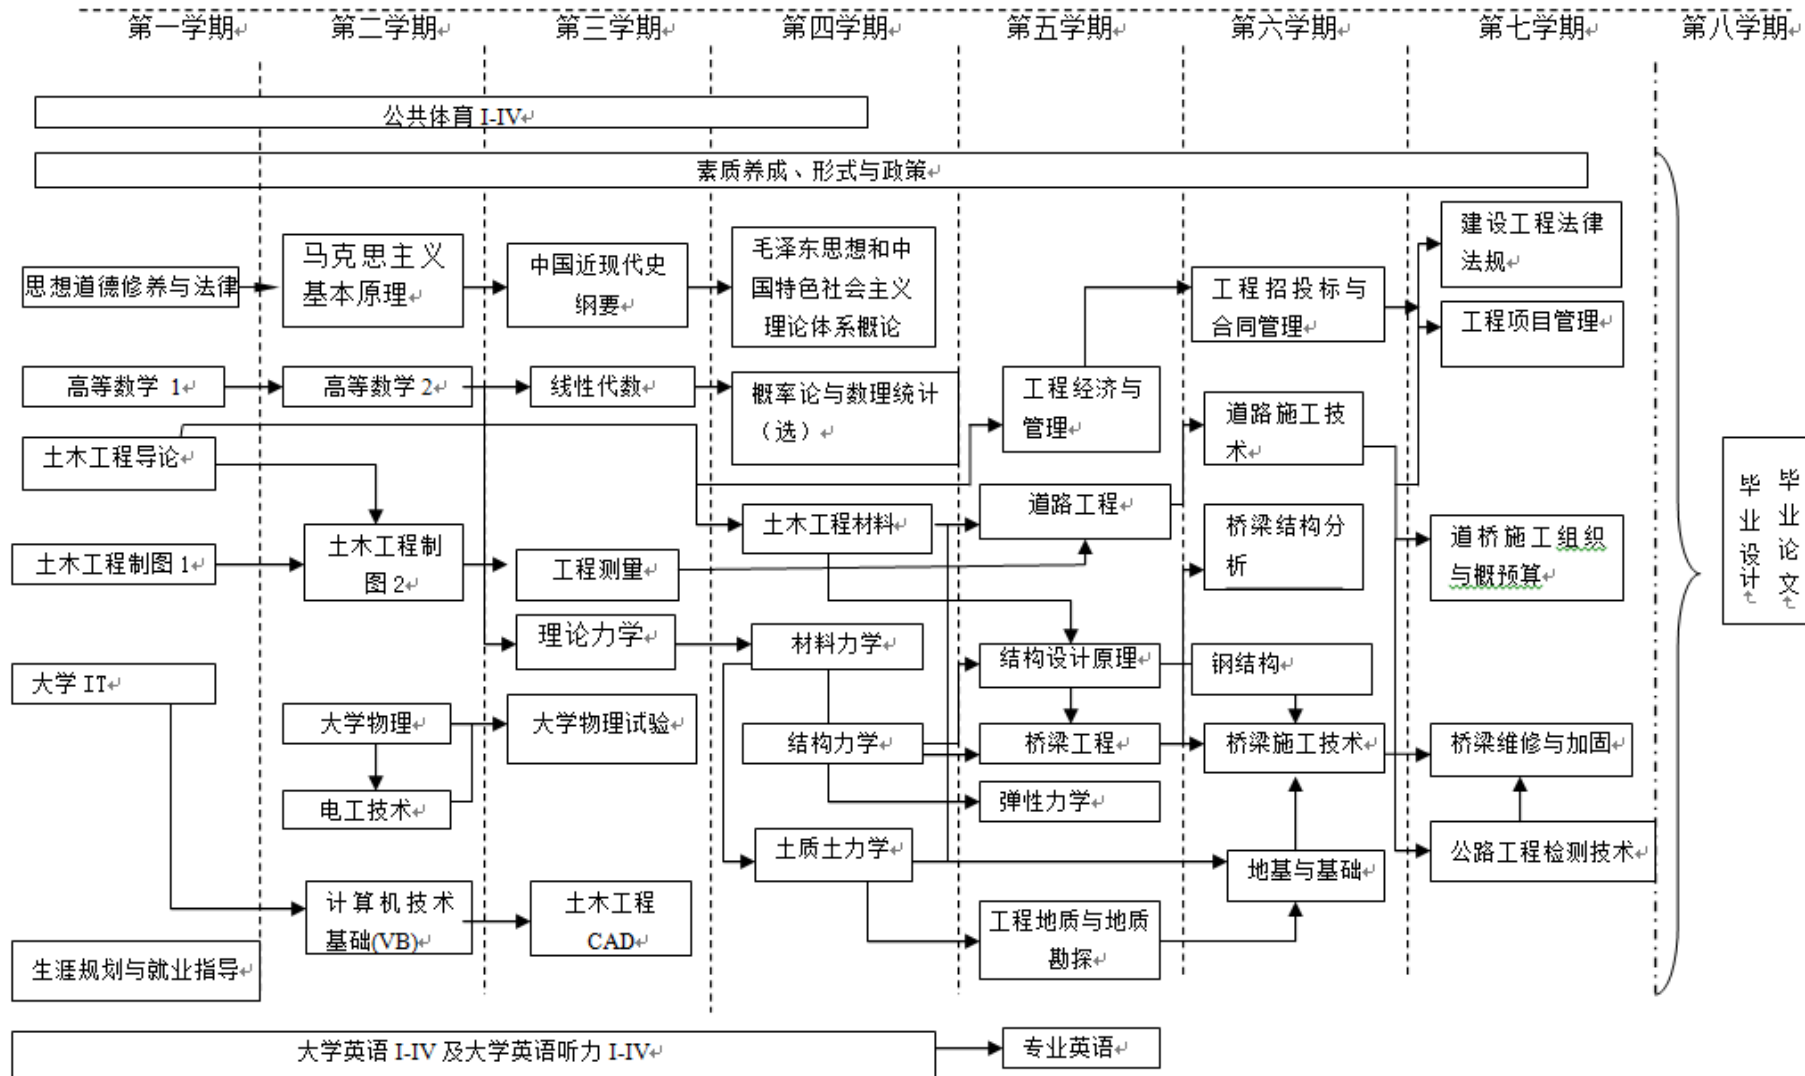 第一学期
第二学期
第三学期
第四学期
第五学期
第六学期
第七学期
第八学期
公共体育 I-IV
素质养成、形式与政策
思想道德修养与法律
马克思主义
基本原理
中国近现代史
纲要
毛泽东思想和中
国特色社会主义
理论体系概论
工程招投标与
合同管理
建设工程法律
法规
工程项目管理
高等数学 1
高等数学 2
线性代数
概率论与数理统计
（选）
工程经济与
管理
道路施工技
术
土木工程导论
土木工程材料
道路工程
桥梁结构分
析
道桥施工组织
与概预算
土木工程制图 1
土木工程制
图 2
工程测量
理论力学
材料力学
结构设计原理
钢结构
大学 IT
大学物理
大学物理试验
结构力学
桥梁工程
桥梁施工技术
桥梁维修与加固
电工技术
弹性力学
土质土力学
地基与基础
公路工程检测技术
计算机技术
基础(VB)
土木工程
CAD
工程地质与地质
勘探
生涯规划与就业指导
大学英语 I-IV 及大学英语听力 I-IV
专业英语
毕业论文
毕业设计